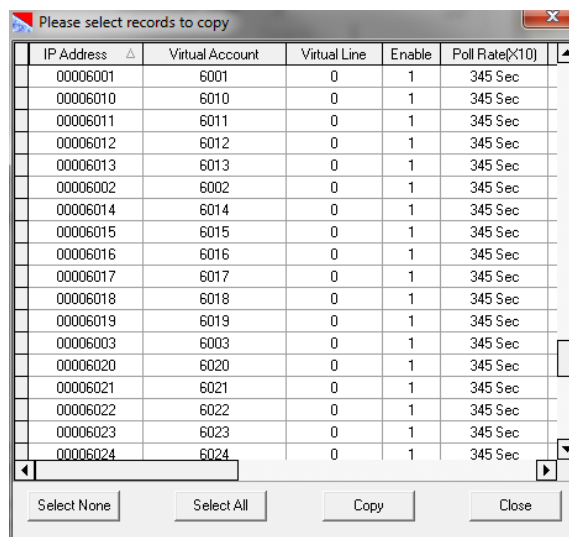 Please select records to copy
IP Address Virtual Account Virtual Line Enable Poll Rate(X10)
00006001 6001 0 1 345 Sec
00006010 6010 0 1 345 Sec
00006011 6011 0 1 345 Sec
00006012 6012 0 1 345 Sec
00006013 6013 0 1 345 Sec
00006002 6002 0 1 345 Sec
00006014 6014 0 1 345 Sec
00006015 6015 0 1 345 Sec
00006016 6016 0 1 345 Sec
00006017 6017 0 1 345 Sec
00006018 6018 0 1 345 Sec
00006019 6019 0 1 345 Sec
00006003 6003 0 1 345 Sec
00006020 6020 0 1 345 Sec
00006021 6021 0 1 345 Sec
00006022 6022 0 1 345 Sec
00006023 6023 0 1 345 Sec
00006024 6024 0 1 345 Sec
Select None Select All Copy Close